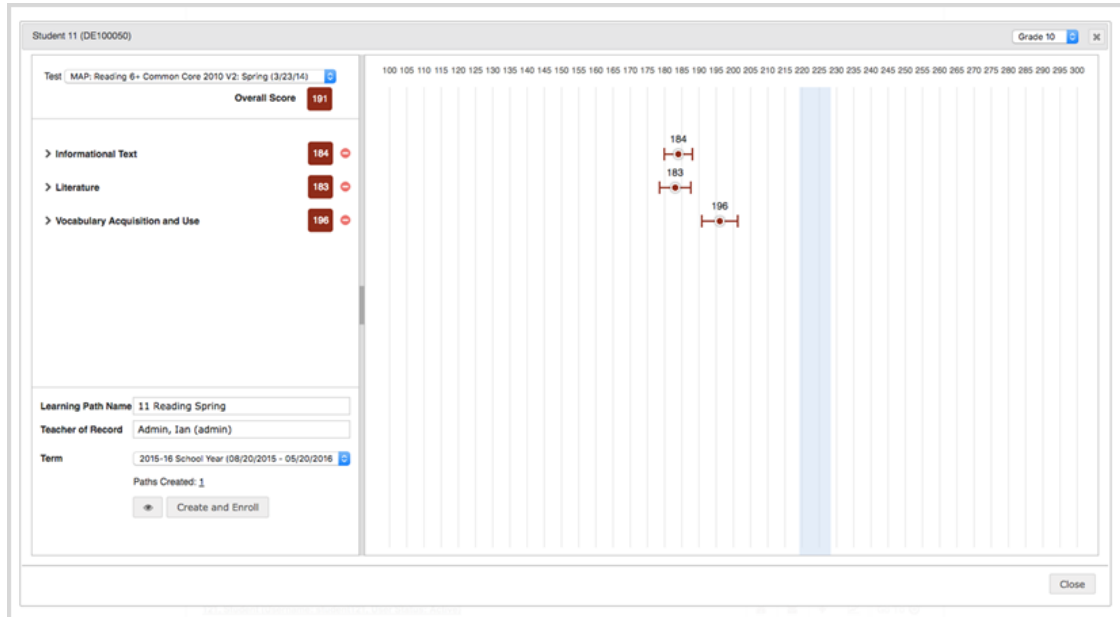 Student 11 (DE100050)
Grade 10
Test MAP: Reading 6+ Common Core 2010 V2: Spring (3/23/14)
Overall Score 191
100 105 110 115 120 125 130 135 140 145 150 155 160 165 170 175 180 185 190 195 200 205 210 215 220 225 230 235 240 245 250 255 260 265 270 275 280 285 290 295 300
Informational Text 184
184
Literature 183
183
Vocabulary Acquisition and Use 196
196
Learning Path Name 11 Reading Spring
Teacher of Record Admin, Ian (admin)
Term 2015-16 School Year (08/20/2015 - 05/20/2016
Paths Created: 1
Create and Enroll
Close